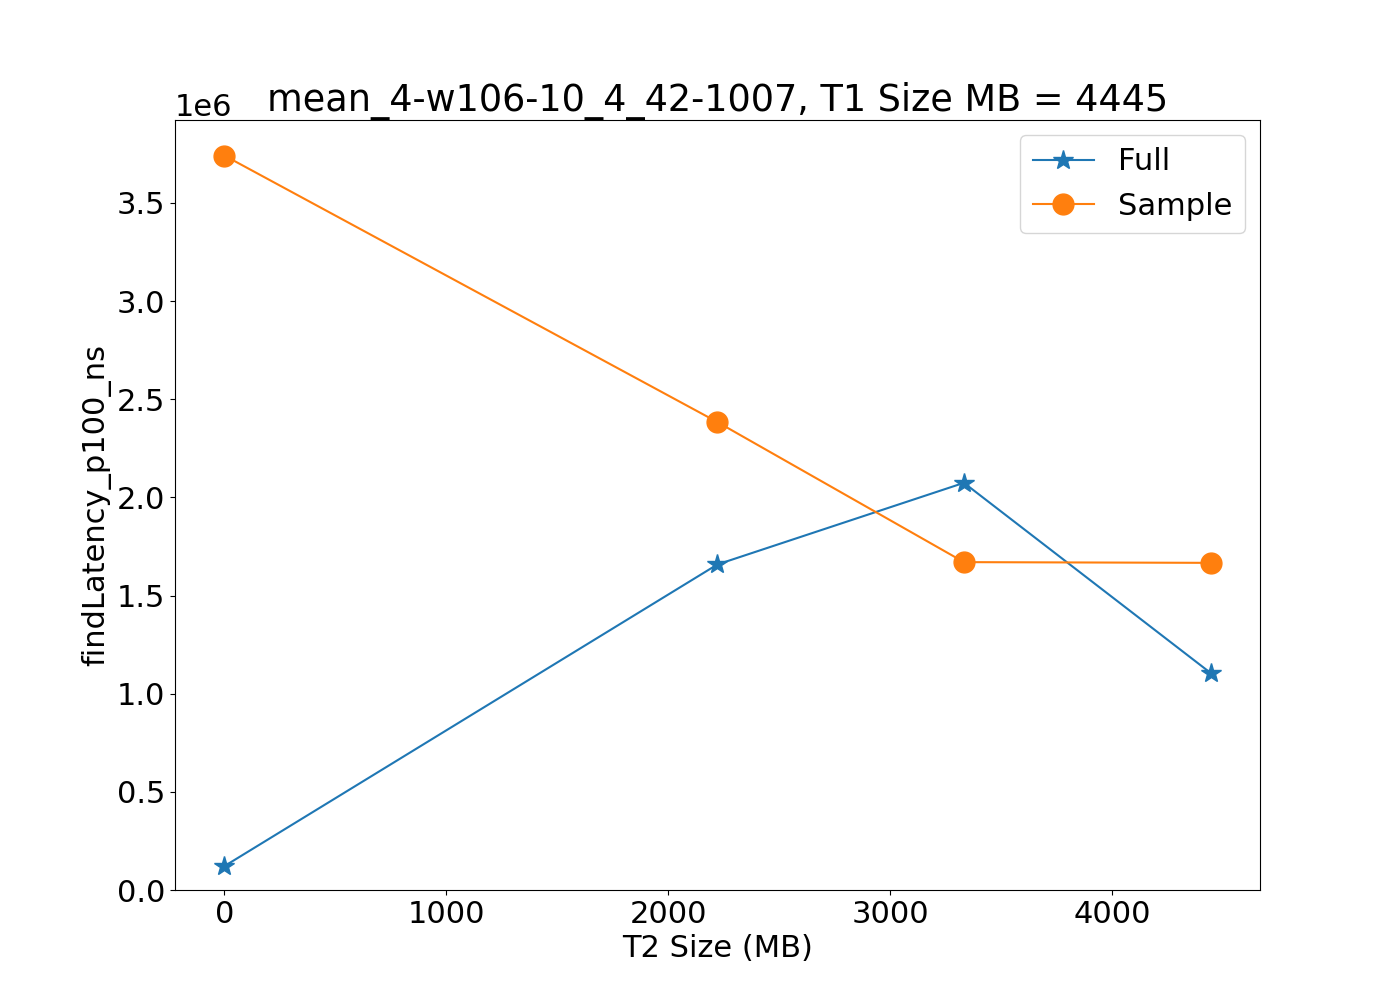 mean_4-w106-10_4_42-1007, T1 Size MB = 4445
1e6
Full
Sample
3.5
3.0
2.5
2.0
1.5
1.0
0.5
0.0
findLatency_p100_ns
0 1000 2000 3000 4000
T2 Size (MB)